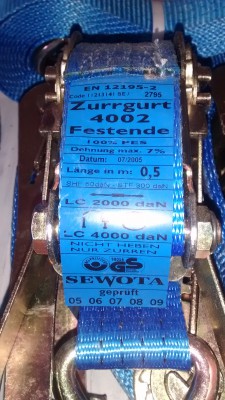 EN 12195-2
2795
Zurrgurt
4002
Festende
100% PES
Dehnung max. 7%
Datum: 07/2005
Länge in m: 0,5
LC 2000 daN
LC 4000 daN
NICHT HEBEN
NUR ZURREN
GS
SEWOTA
geprüft
05 06 07 08 09